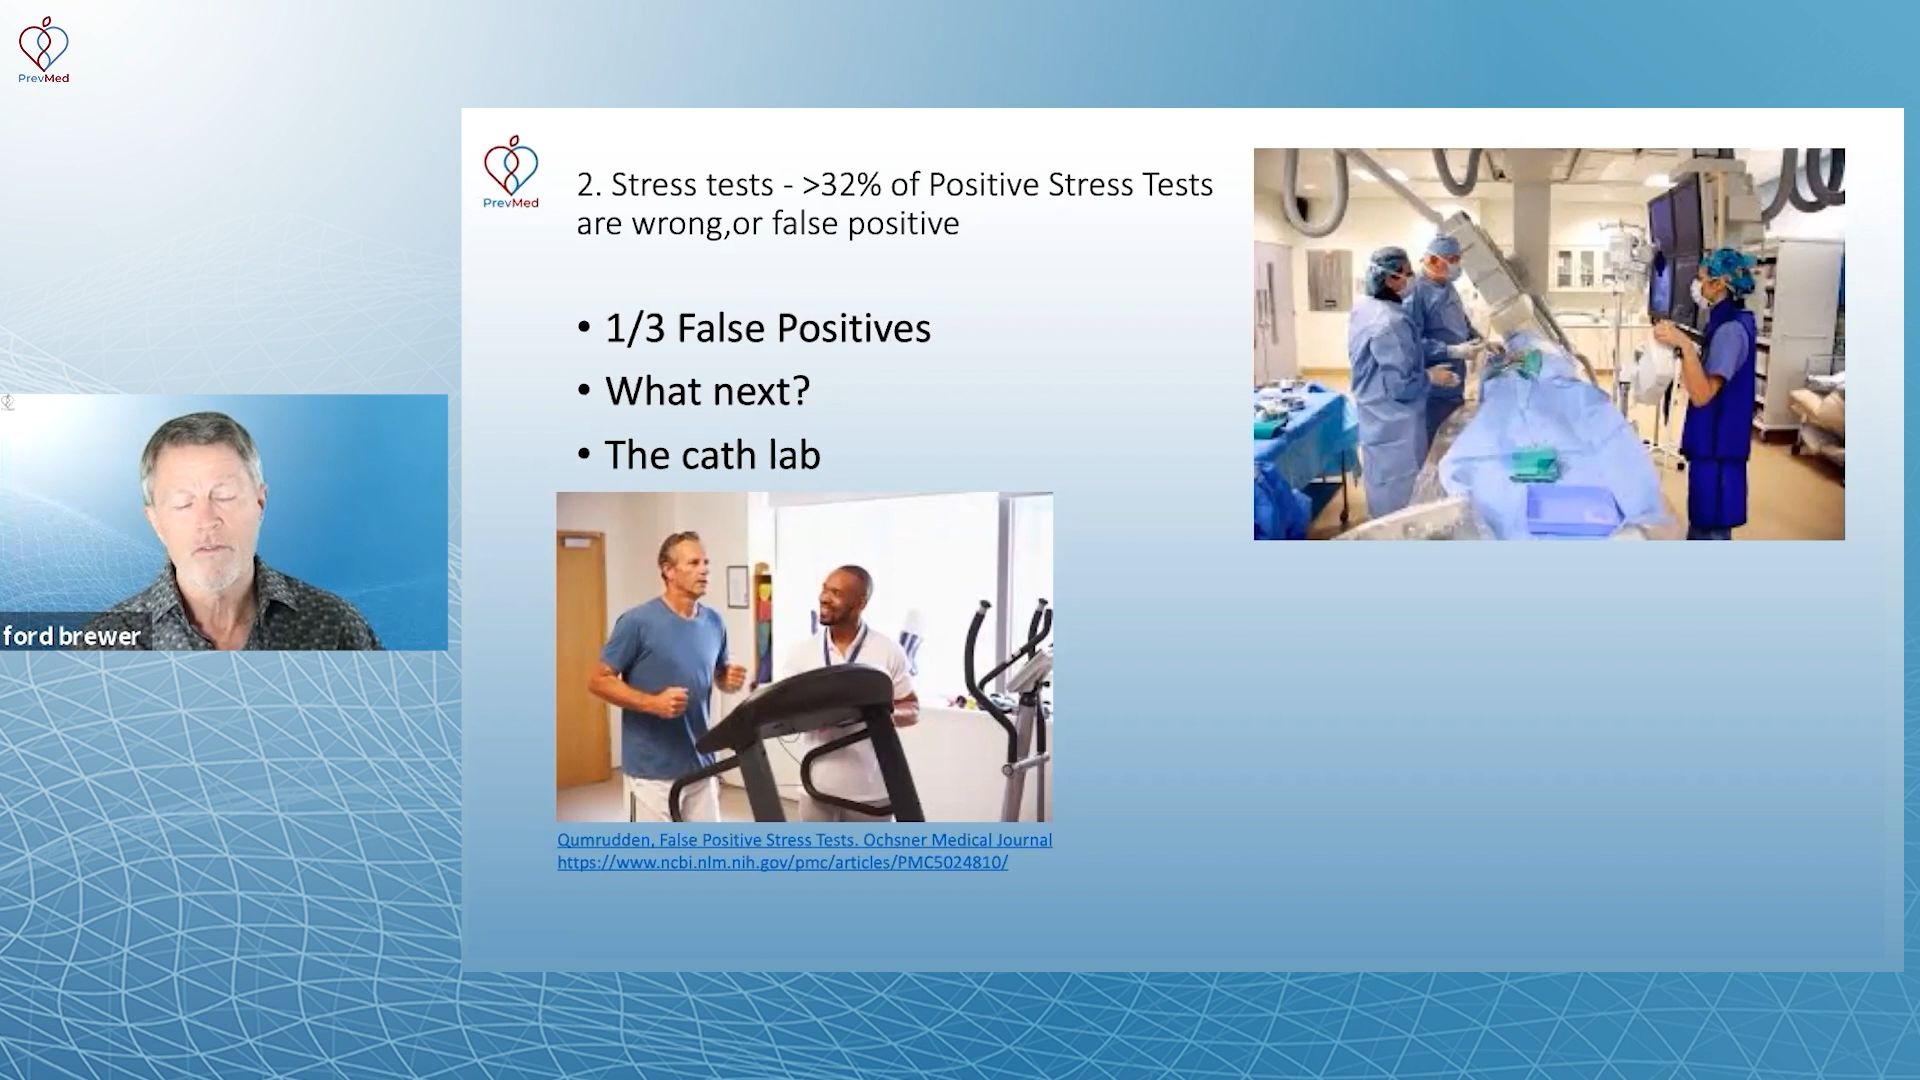 PrevMed
PrevMed
2. Stress tests - >32% of Positive Stress Tests
are wrong,or false positive
• 1/3 False Positives
• What next?
• The cath lab
ford brewer
Qumrudden, False Positive Stress Tests. Ochsner Medical Journal
https://www.ncbi.nlm.nih.gov/pmc/articles/PMC5024810/